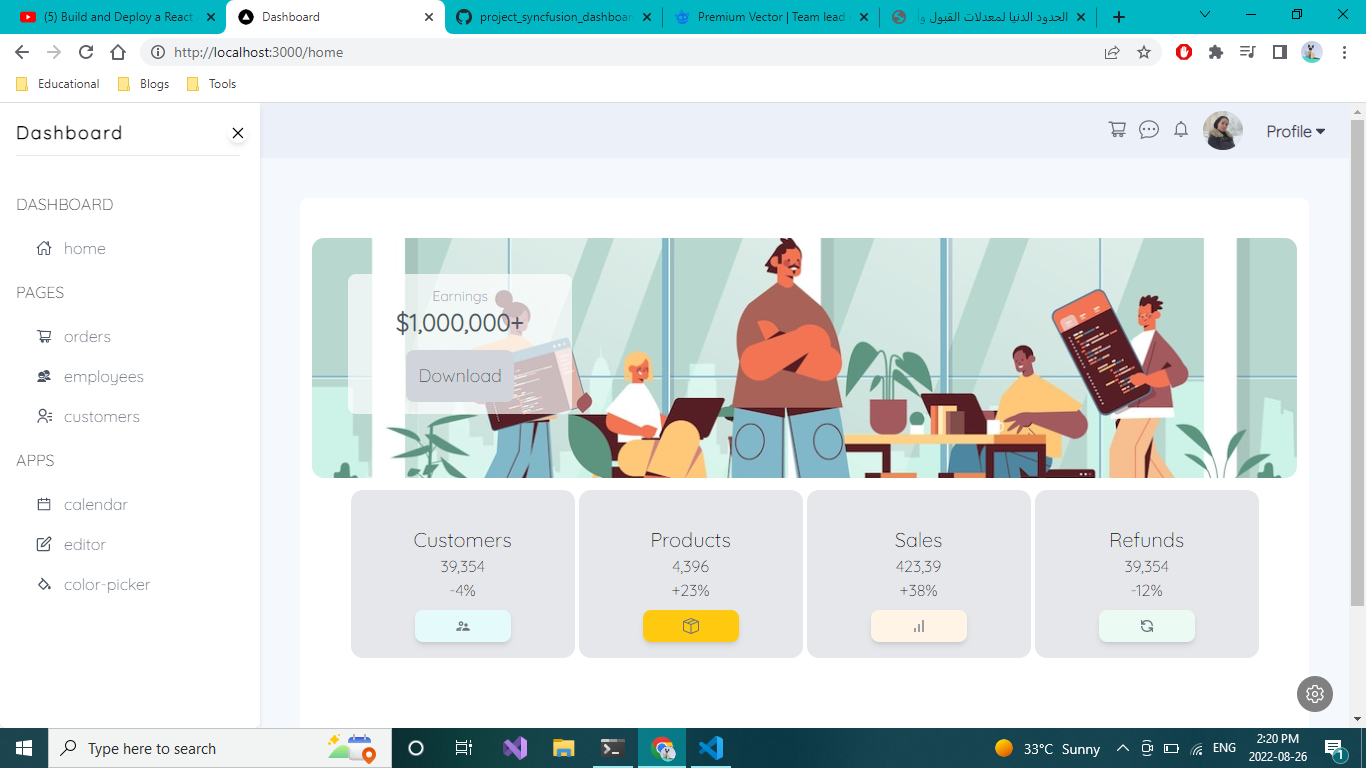 (5) Build and Deploy a React
Dashboard
project_syncfusion_dashboar
Premium Vector | Team lead
الحدود الدنيا لمعدلات القبول و
http://localhost:3000/home
Educational
Blogs
Tools
Dashboard
Profile
DASHBOARD
home
PAGES
orders
employees
customers
APPS
calendar
editor
color-picker
Earnings
$1,000,000+
Download
Customers
39,354
-4%
Products
4,396
+23%
Sales
423,39
+38%
Refunds
39,354
-12%
Type here to search
33°C Sunny
ENG
2:20 PM
2022-08-26
1